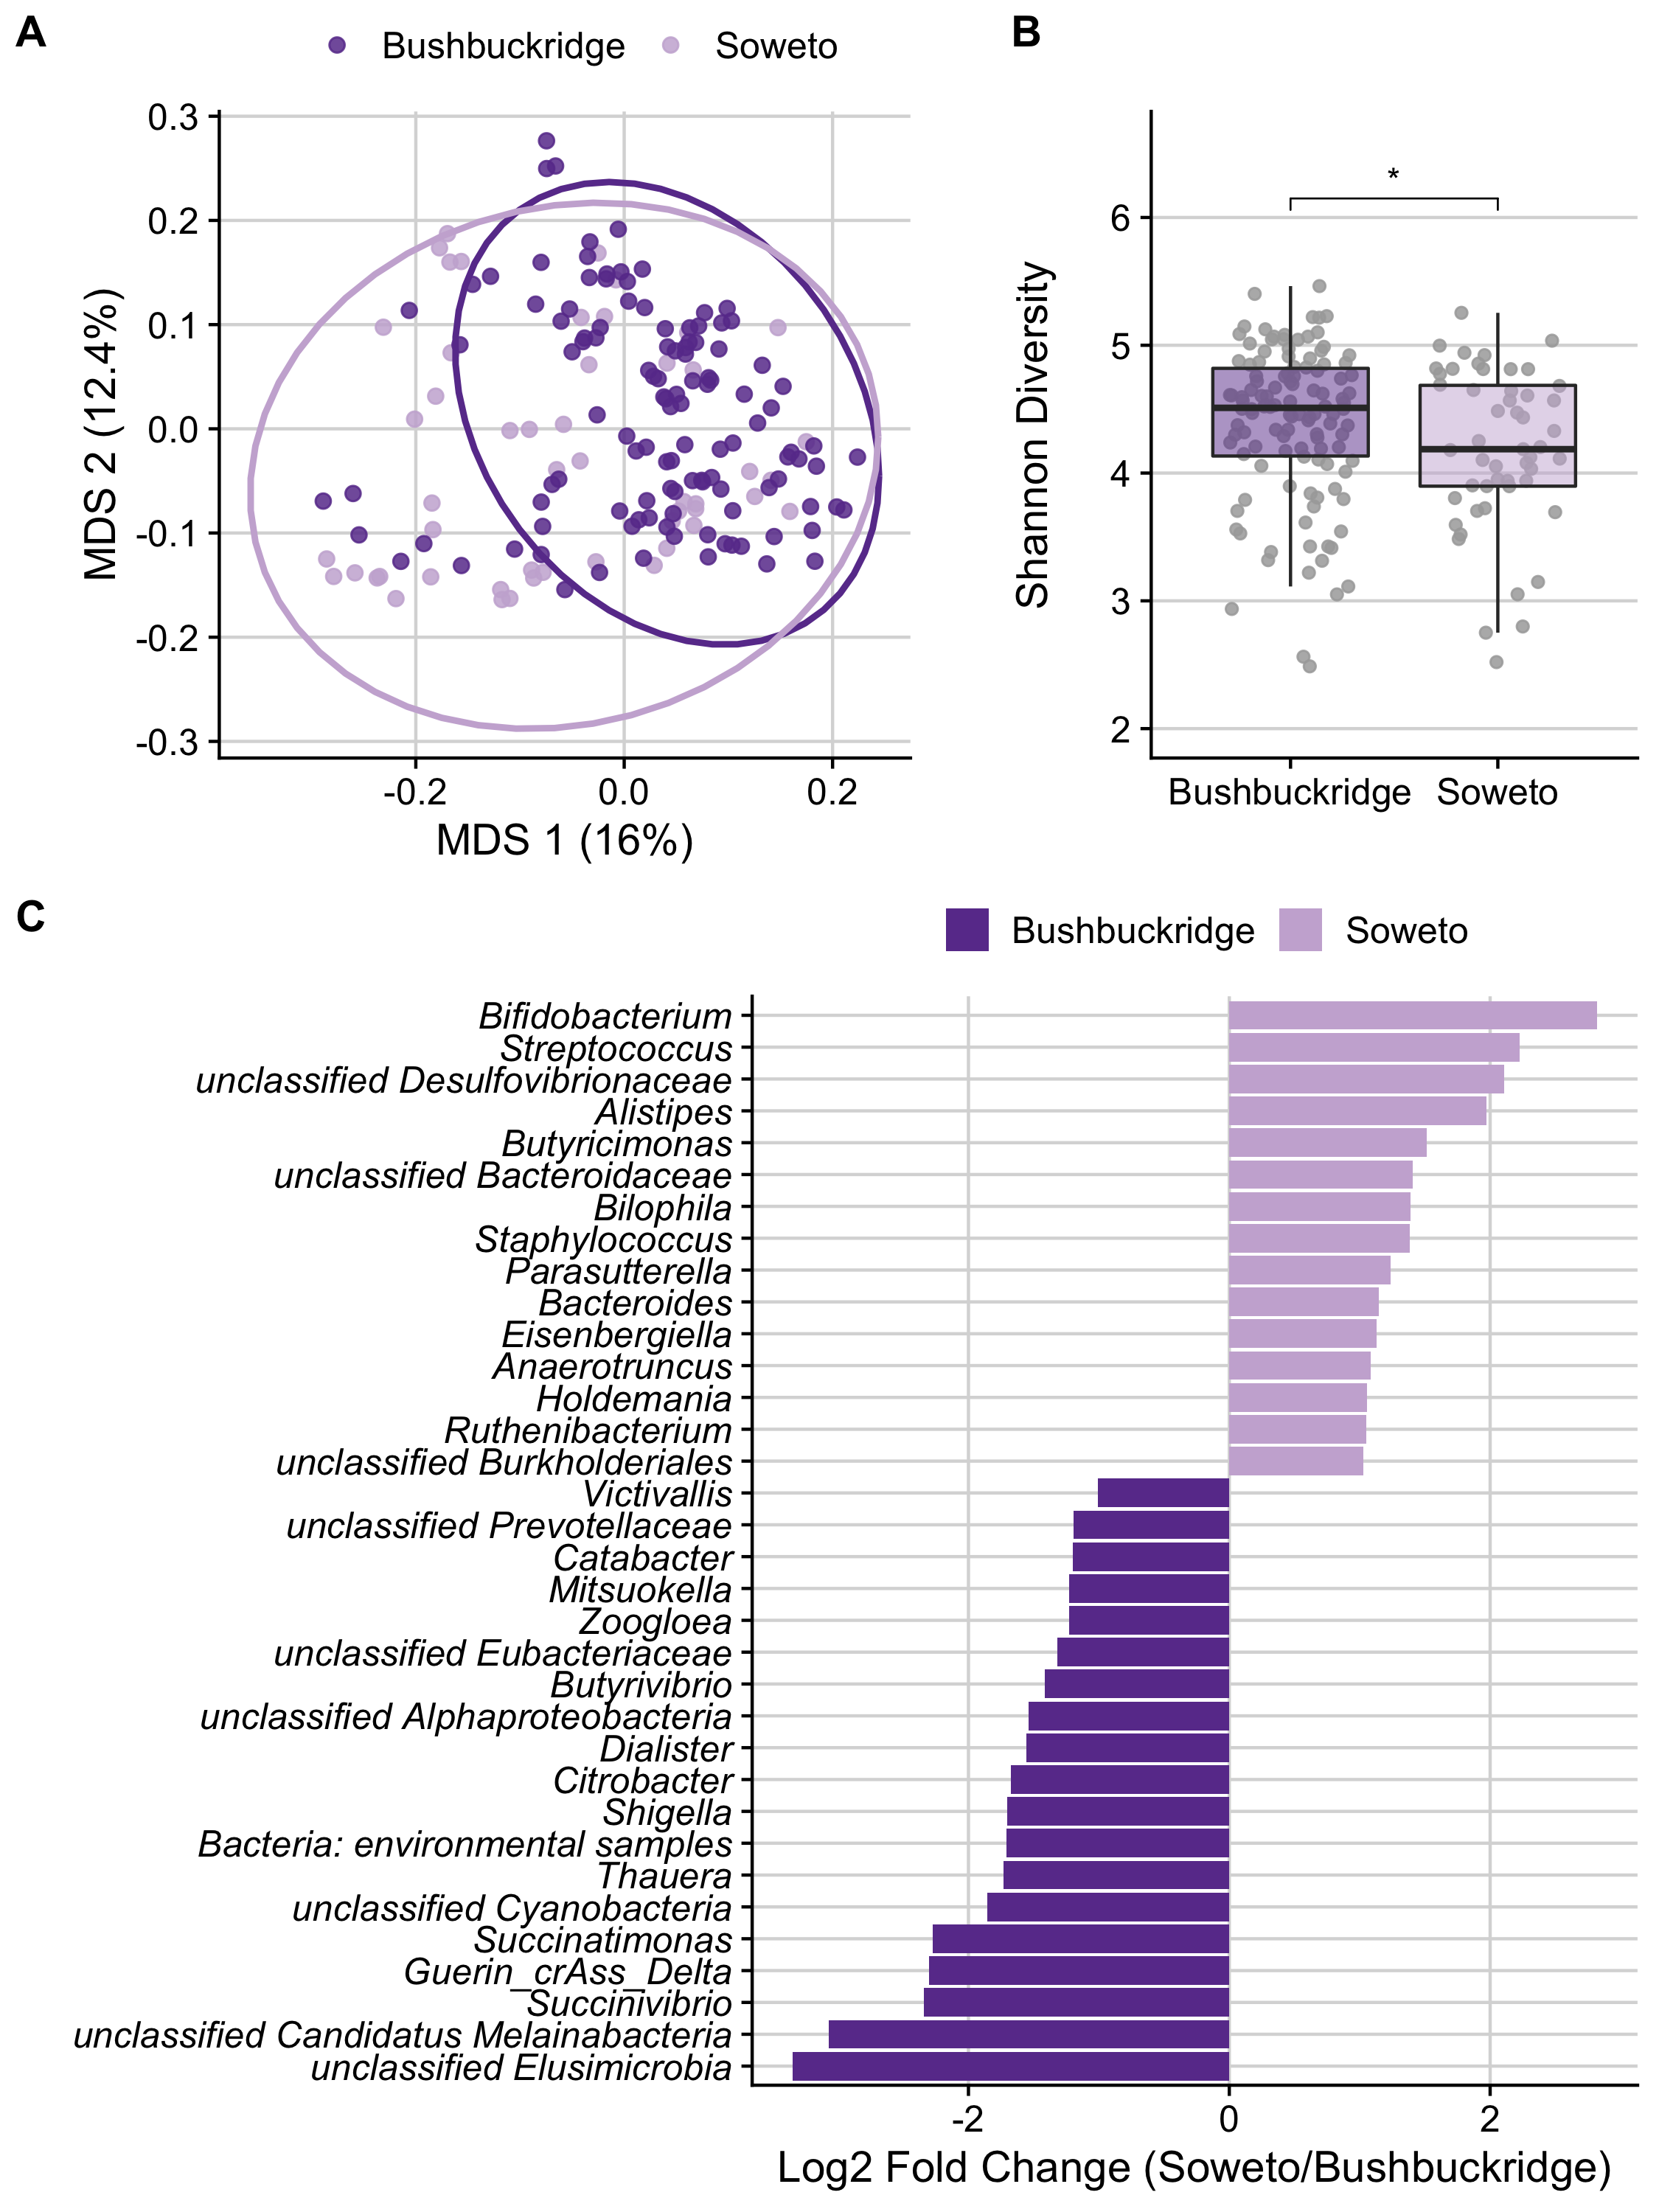 A
Bushbuckridge Soweto
0.3
0.2
0.1
0.0
-0.1
-0.2
-0.3
MDS 2 (12.4%)
-0.2 0.0 0.2
MDS 1 (16%)
B
*
6
5
4
3
2
Shannon Diversity
Bushbuckridge Soweto
C
Bushbuckridge Soweto
Bifidobacterium
Streptococcus
unclassified Desulfovibrionaceae
Alistipes
Butyricimonas
unclassified Bacteroidaceae
Bilophila
Staphylococcus
Parasutterella
Bacteroides
Eisenbergiella
Anaerotruncus
Holdemania
Ruthenibacterium
unclassified Burkholderiales
Victivallis
unclassified Prevotellaceae
Catabacter
Mitsuokella
Zoogloea
unclassified Eubacteriaceae
Butyrivibrio
unclassified Alphaproteobacteria
Dialister
Citrobacter
Shigella
Bacteria: environmental samples
Thauera
unclassified Cyanobacteria
Succinatimonas
Guerin_crAss_Delta
Succinivibrio
unclassified Candidatus Melainabacteria
unclassified Elusimicrobia
-2 0 2
Log2 Fold Change (Soweto/Bushbuckridge)